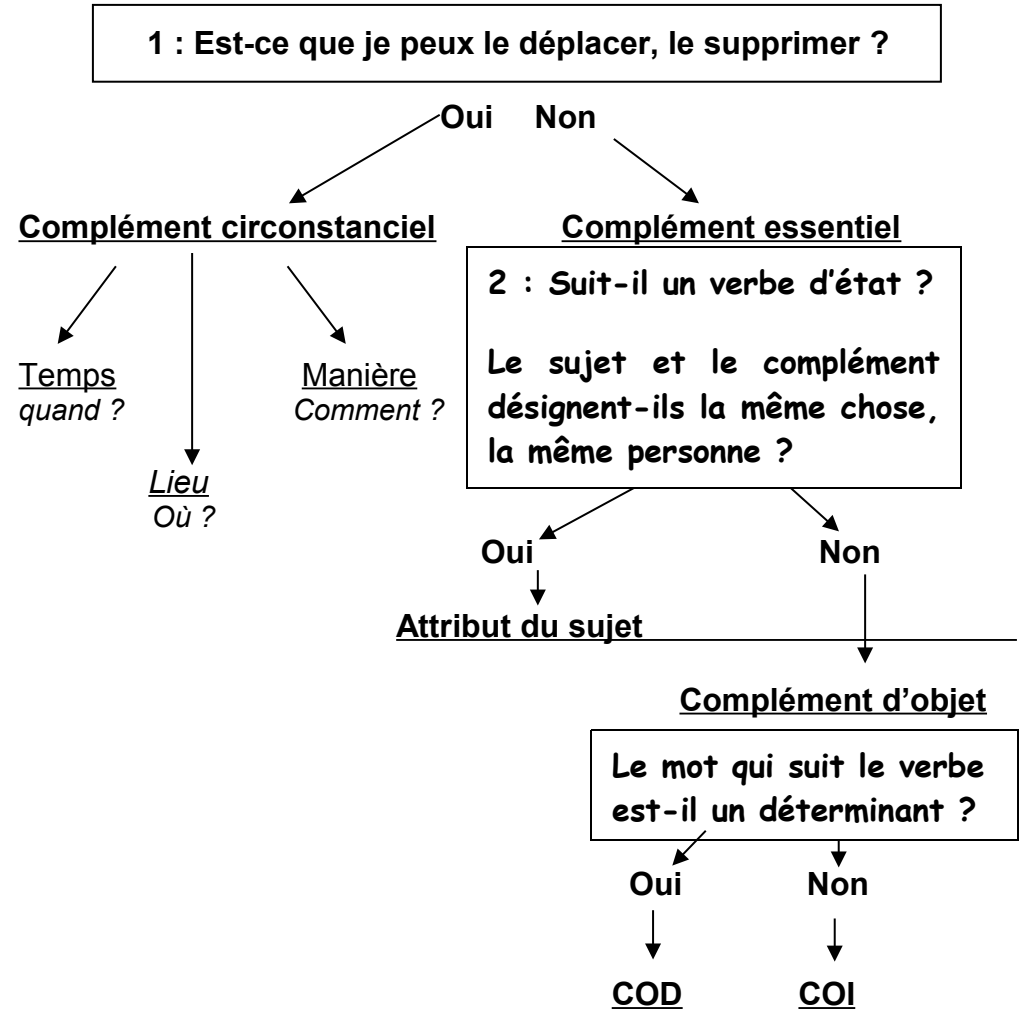 1 : Est-ce que je peux le déplacer, le supprimer ?
Oui Non
Complément circonstanciel
Complément essentiel
2 : Suit-il un verbe d'état ?
Le sujet et le complément
désignent-ils la même chose,
la même personne ?
Temps
quand ?
Manière
Comment ?
Lieu
Où ?
Oui
Non
Attribut du sujet
Complément d'objet
Le mot qui suit le verbe
est-il un déterminant ?
Oui
Non
COD
COI